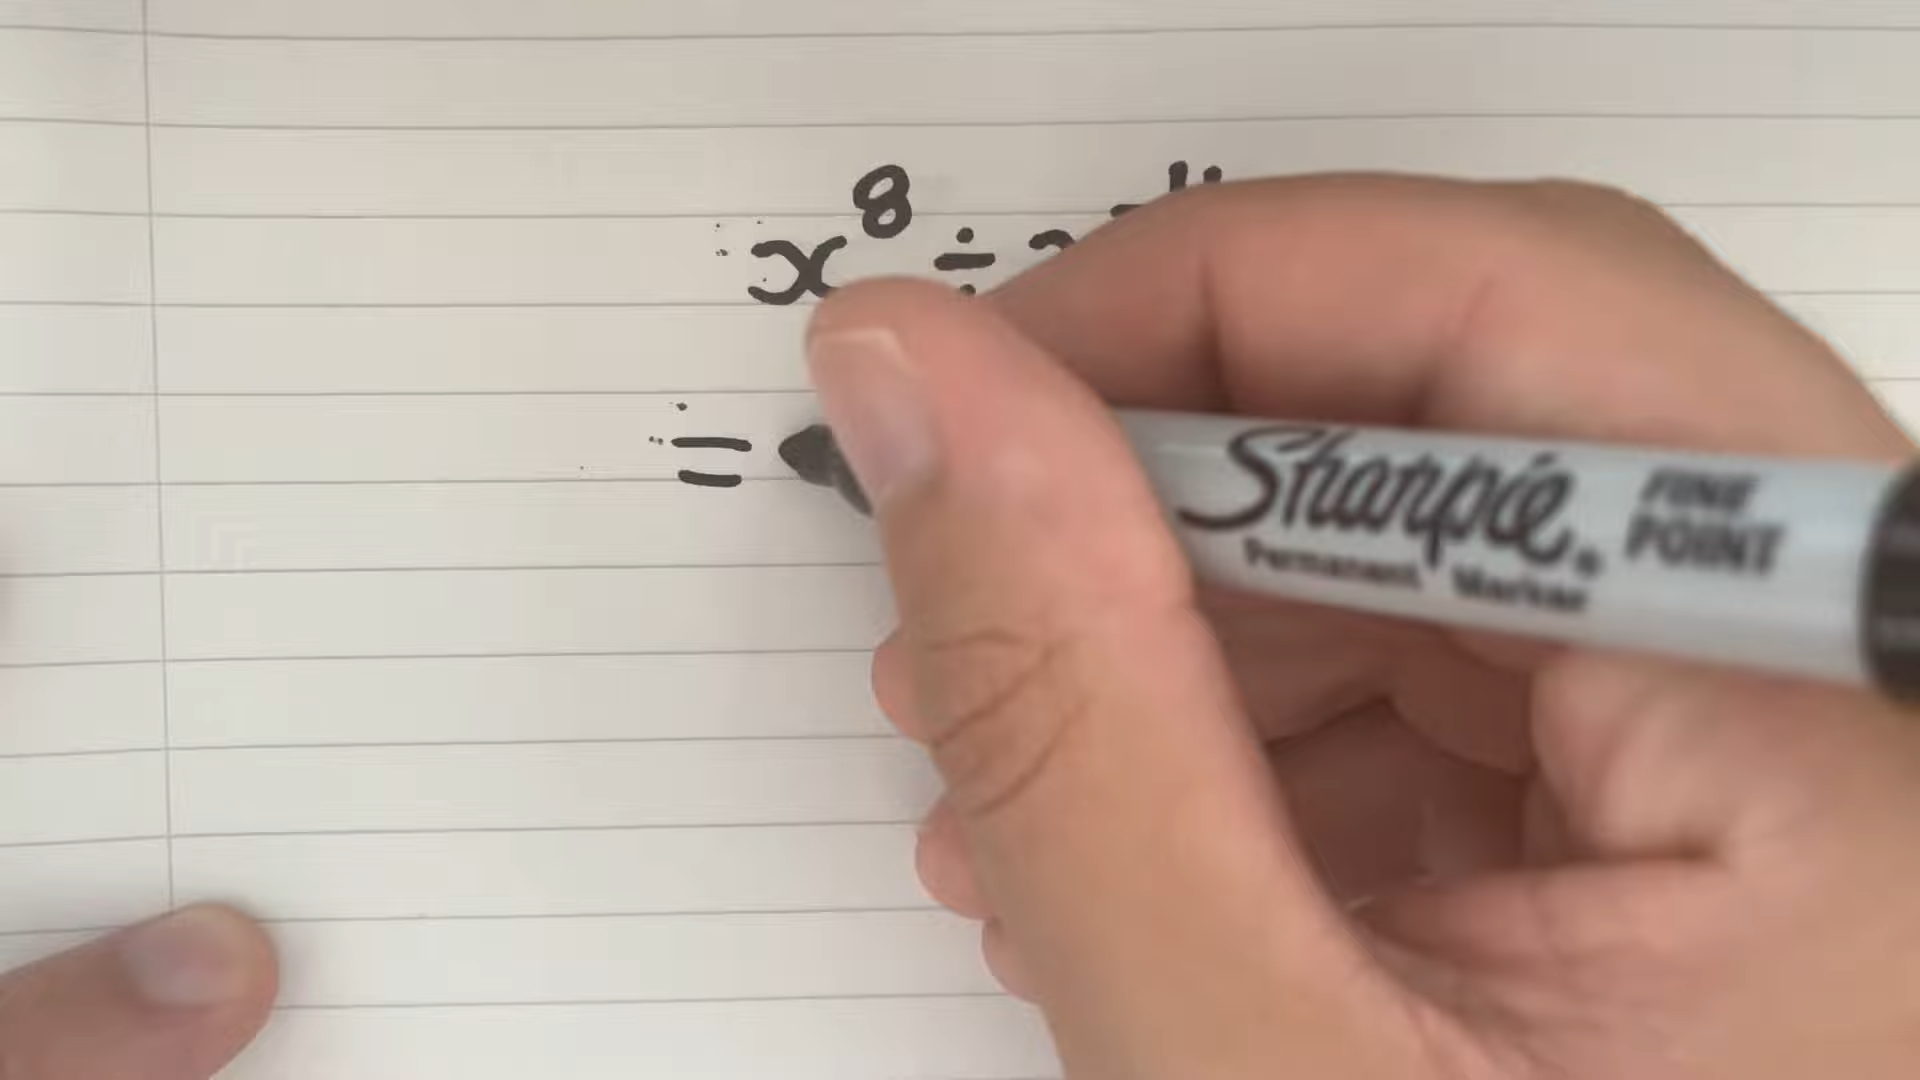 x⁸ ÷
=
Sharpie. FINE POINT
Permanent Marker